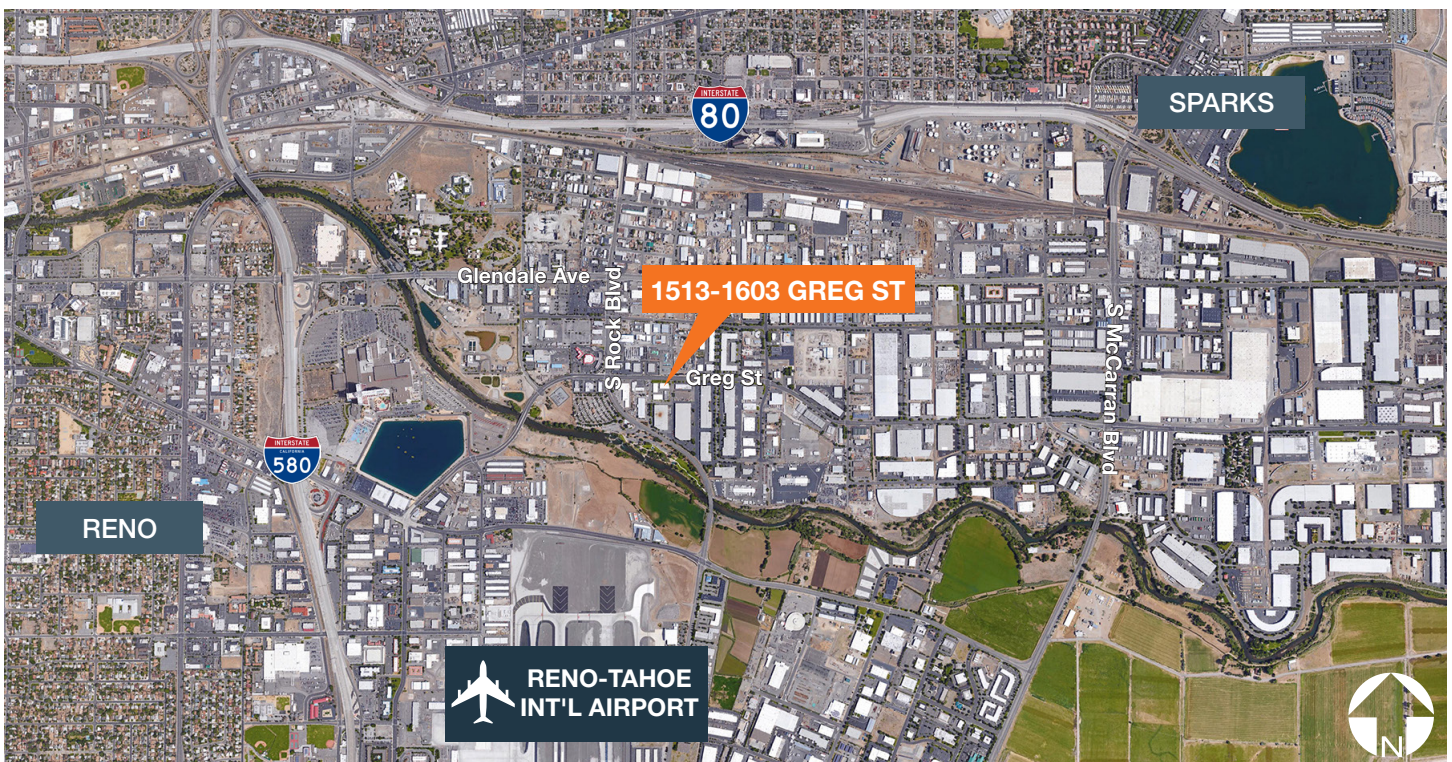 INTERSTATE
80
SPARKS
Glendale Ave
S Rock Blvd
1513-1603 GREG ST
Greg St
S McCarran Blvd
INTERSTATE
CALIFORNIA
580
RENO
RENO-TAHOE
INT'L AIRPORT
N